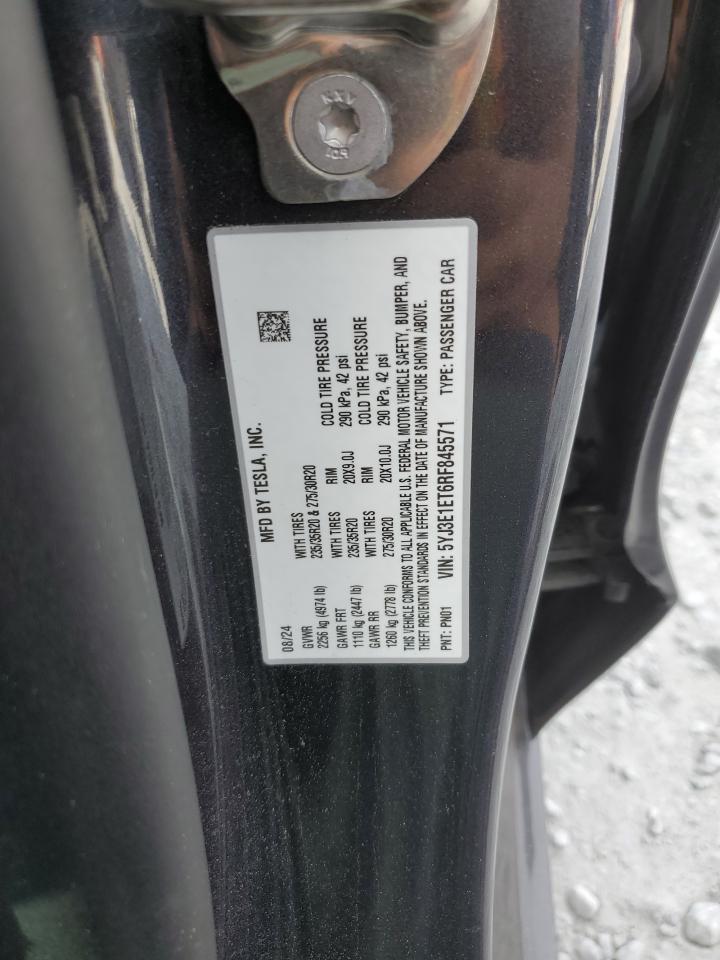 MFD BY TESLA, INC.
08/24
GVWR WITH TIRES
2256 kg (4974 lb) 235/35R20 & 275/30R20
GAWR FRT WITH TIRES RIM COLD TIRE PRESSURE
1110 kg (2447 lb) 235/35R20 20X9.0J 290 kPa, 42 psi
GAWR RR WITH TIRES RIM COLD TIRE PRESSURE
1260 kg (2778 lb) 275/30R20 20X10.0J 290 kPa, 42 psi
THIS VEHICLE CONFORMS TO ALL APPLICABLE U.S. FEDERAL MOTOR VEHICLE SAFETY, BUMPER, AND
THEFT PREVENTION STANDARDS IN EFFECT ON THE DATE OF MANUFACTURE SHOWN ABOVE.
PNT: PN01 VIN: 5YJ3E1ET6RF845571 TYPE: PASSENGER CAR